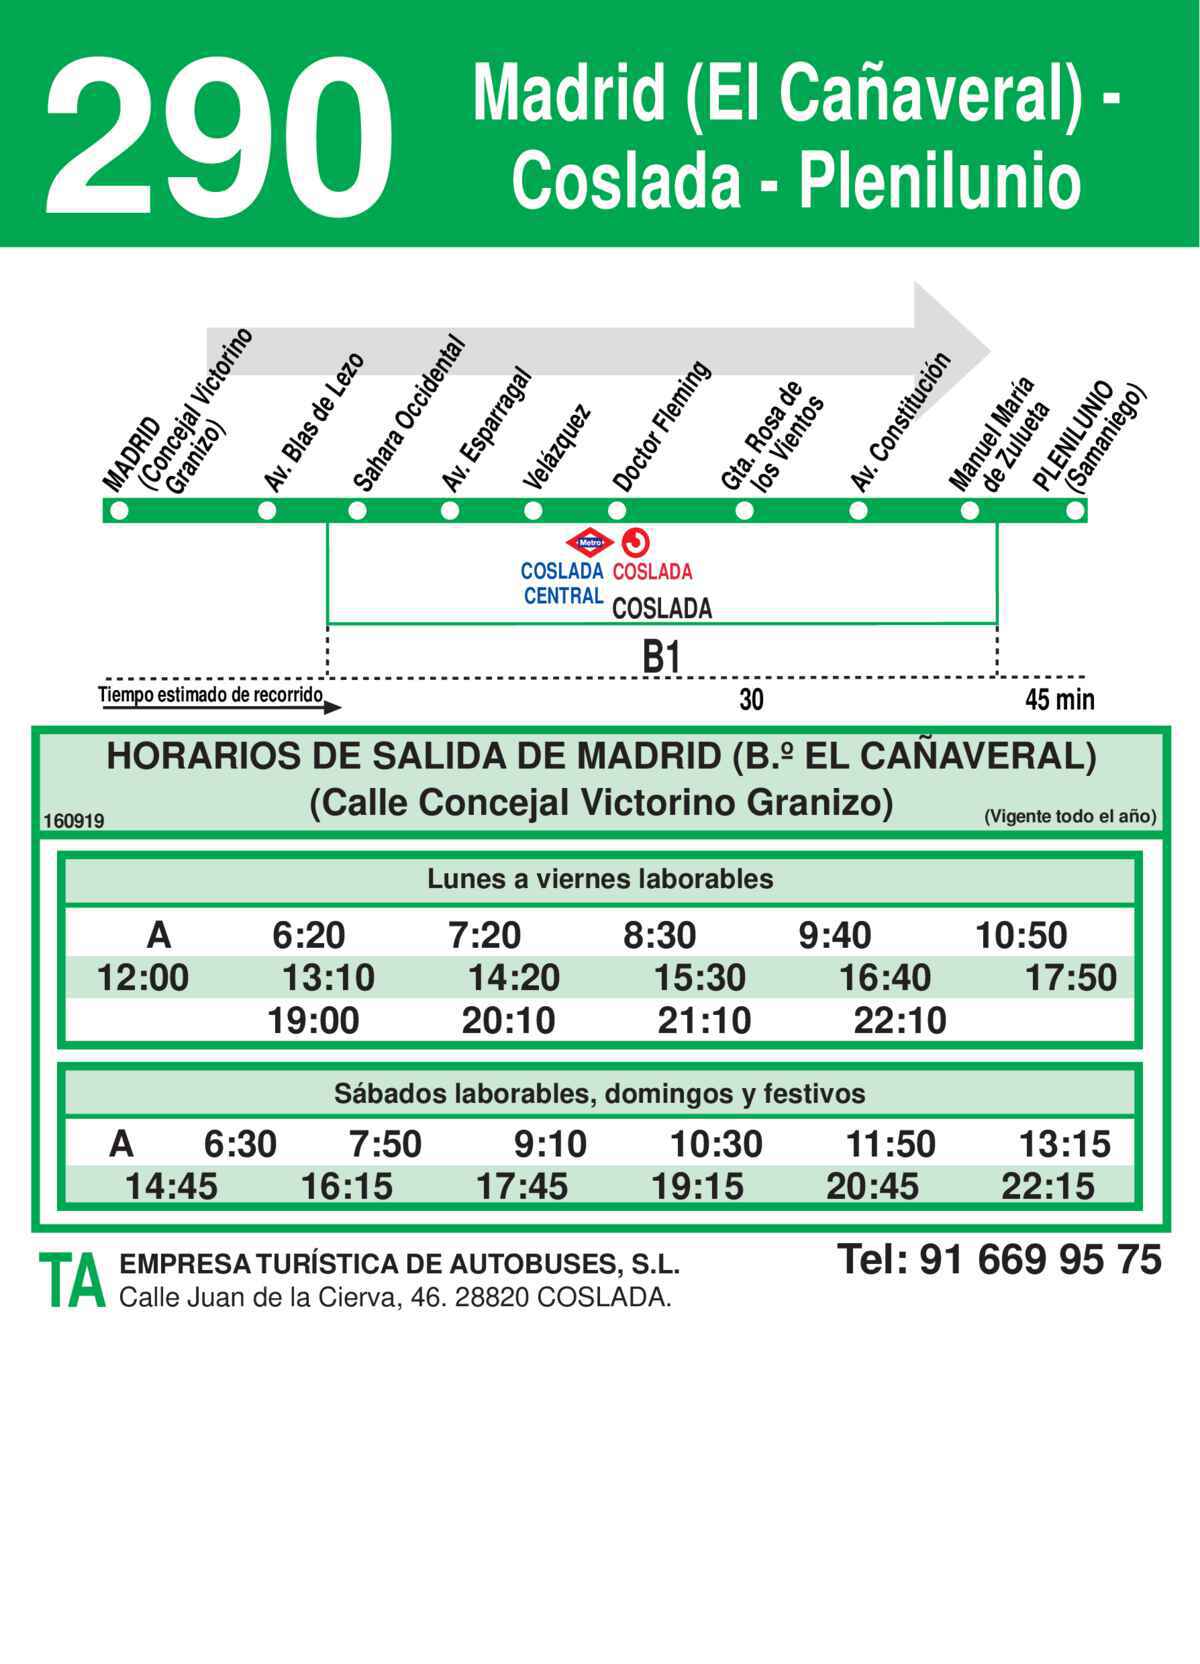 290
Madrid (El Cañaveral) -
Coslada - Plenilunio
MADRID
(Concejal Victorino
Granizo)
Av. Blas de Lezo
Sahara Occidental
Av. Esparragal
Velázquez
Doctor Fleming
Gta. Rosa de
los Vientos
Av. Constitución
Manuel María
de Zulueta
PLENILUNIO
(Samaniego)
Metro
COSLADA
CENTRAL
COSLADA
COSLADA
B1
Tiempo estimado de recorrido
30
45 min
HORARIOS DE SALIDA DE MADRID (B.º EL CAÑAVERAL)
(Calle Concejal Victorino Granizo)
160919
(Vigente todo el año)
Lunes a viernes laborables
A 6:20 7:20 8:30 9:40 10:50
12:00 13:10 14:20 15:30 16:40 17:50
19:00 20:10 21:10 22:10
Sábados laborables, domingos y festivos
A 6:30 7:50 9:10 10:30 11:50 13:15
14:45 16:15 17:45 19:15 20:45 22:15
TA
EMPRESA TURÍSTICA DE AUTOBUSES, S.L.
Calle Juan de la Cierva, 46. 28820 COSLADA.
Tel: 91 669 95 75